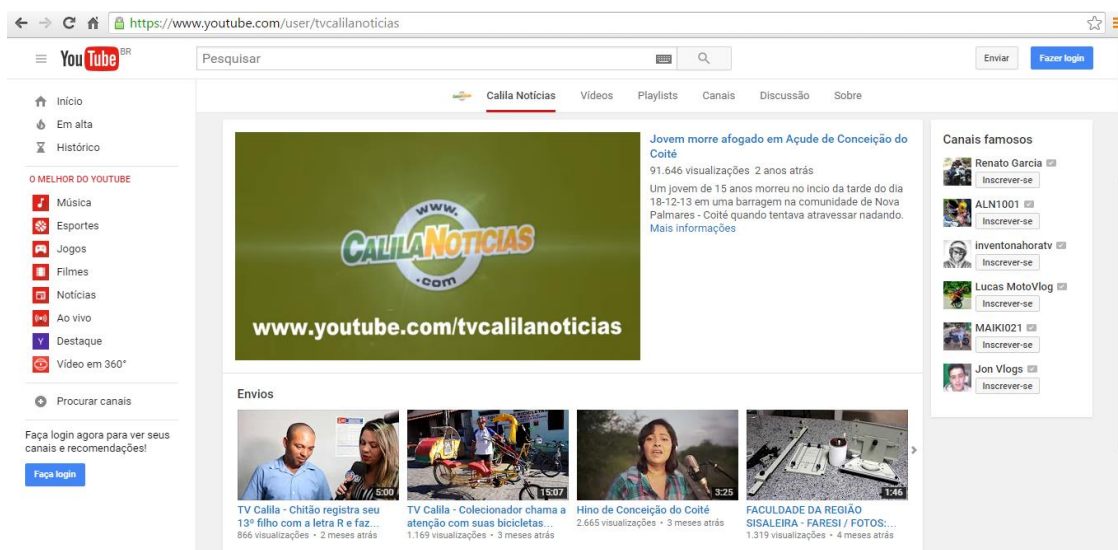 https://www.youtube.com/user/tvcalilanoticias
YouTube BR
Pesquisar
Enviar
Fazer login
Calila Notícias Vídeos Playlists Canais Discussão Sobre
Início
Em alta
Histórico
O MELHOR DO YOUTUBE
Música
Esportes
Jogos
Filmes
Notícias
Ao vivo
Destaque
Vídeo em 360°
Procurar canais
Faça login agora para ver seus
canais e recomendações!
Faça login
www.
CALILANOTICIAS
.com
www.youtube.com/tvcalilanoticias
Jovem morre afogado em Açude de Conceição do
Coité
91.646 visualizações 2 anos atrás
Um jovem de 15 anos morreu no incio da tarde do dia
18-12-13 em uma barragem na comunidade de Nova
Palmares - Coité quando tentava atravessar nadando.
Mais informações
Envios
5:00
TV Calila - Chitão registra seu
13º filho com a letra R e faz...
866 visualizações • 2 meses atrás
15:07
TV Calila - Colecionador chama a
atenção com suas bicicletas...
1.169 visualizações • 3 meses atrás
3:25
Hino de Conceição do Coité
2.665 visualizações • 3 meses atrás
1:46
FACULDADE DA REGIÃO
SISALEIRA - FARESI / FOTOS:...
1.319 visualizações • 4 meses atrás
Canais famosos
Renato Garcia
Inscrever-se
ALN1001
Inscrever-se
inventonahoratv
Inscrever-se
Lucas MotoVlog
Inscrever-se
MAIKI021
Inscrever-se
Jon Vlogs
Inscrever-se